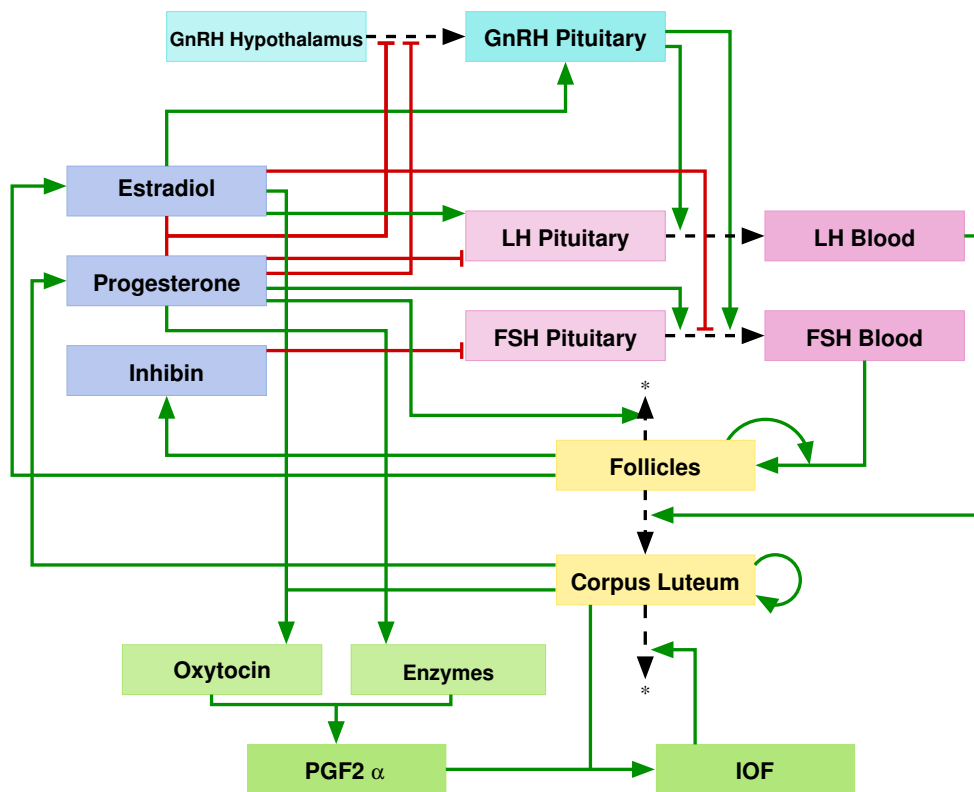 GnRH Hypothalamus
GnRH Pituitary
Estradiol
LH Pituitary
LH Blood
Progesterone
FSH Pituitary
FSH Blood
Inhibin
*
Follicles
Corpus Luteum
Oxytocin
Enzymes
*
PGF2 α
IOF